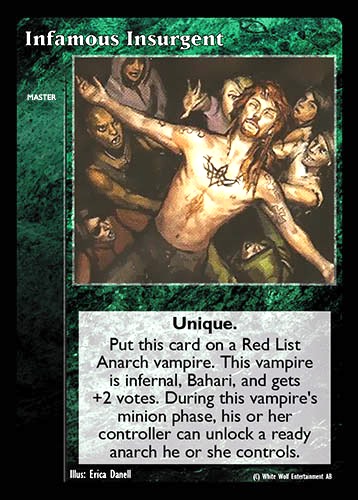 Infamous Insurgent
MASTER
Unique.
Put this card on a Red List
Anarch vampire. This vampire
is infernal, Bahari, and gets
+2 votes. During this vampire's
minion phase, his or her
controller can unlock a ready
anarch he or she controls.
Illus: Erica Danell
(C) White Wolf Entertainment AB